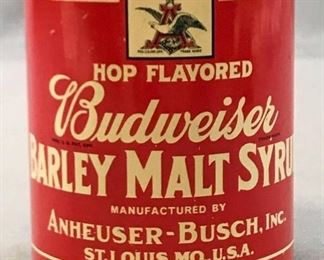 HOP FLAVORED
Budweiser
BARLEY MALT SYRU
MANUFACTURED BY
ANHEUSER-BUSCH, INC.
ST. LOUIS MO. U.S.A.